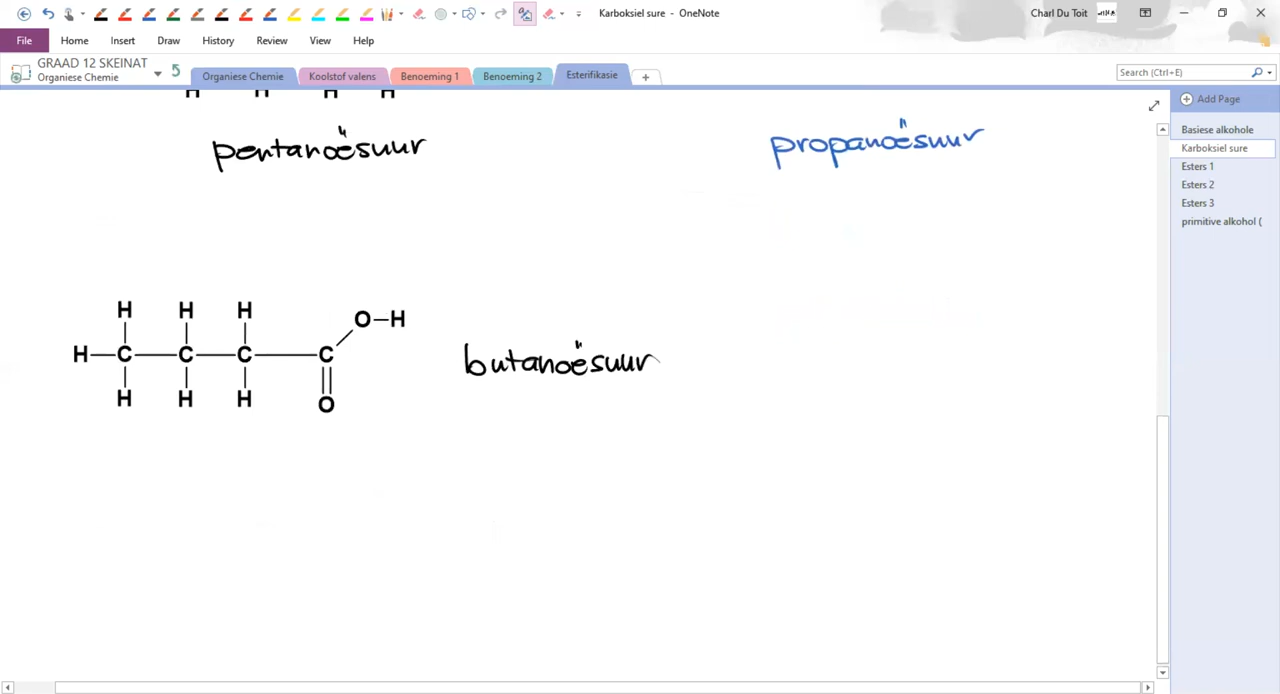 Karboksiel sure - OneNote
Charl Du Toit
File Home Insert Draw History Review View Help
GRAAD 12 SKEINAT
Organiese Chemie
Organiese Chemie Koolstof valens Benoeming 1 Benoeming 2 Esterifikasie +
Search (Ctrl+E)
Add Page
Basiese alkohole
Karboksiel sure
Esters 1
Esters 2
Esters 3
primitive alkohol (
H H H H
pentanoësuur propanoësuur
H H H O-H
H C C C C butanoësuur
H H H O